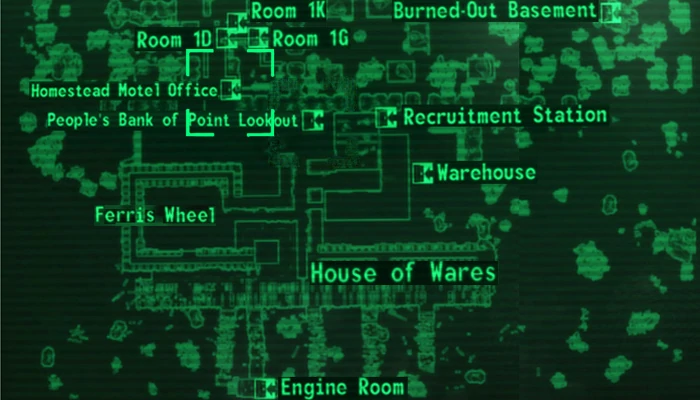 Room 1K
Burned-Out Basement
Room 1D
Room 1G
Homestead Motel Office
People's Bank of Point Lookout
Recruitment Station
Warehouse
Ferris Wheel
House of Wares
Engine Room